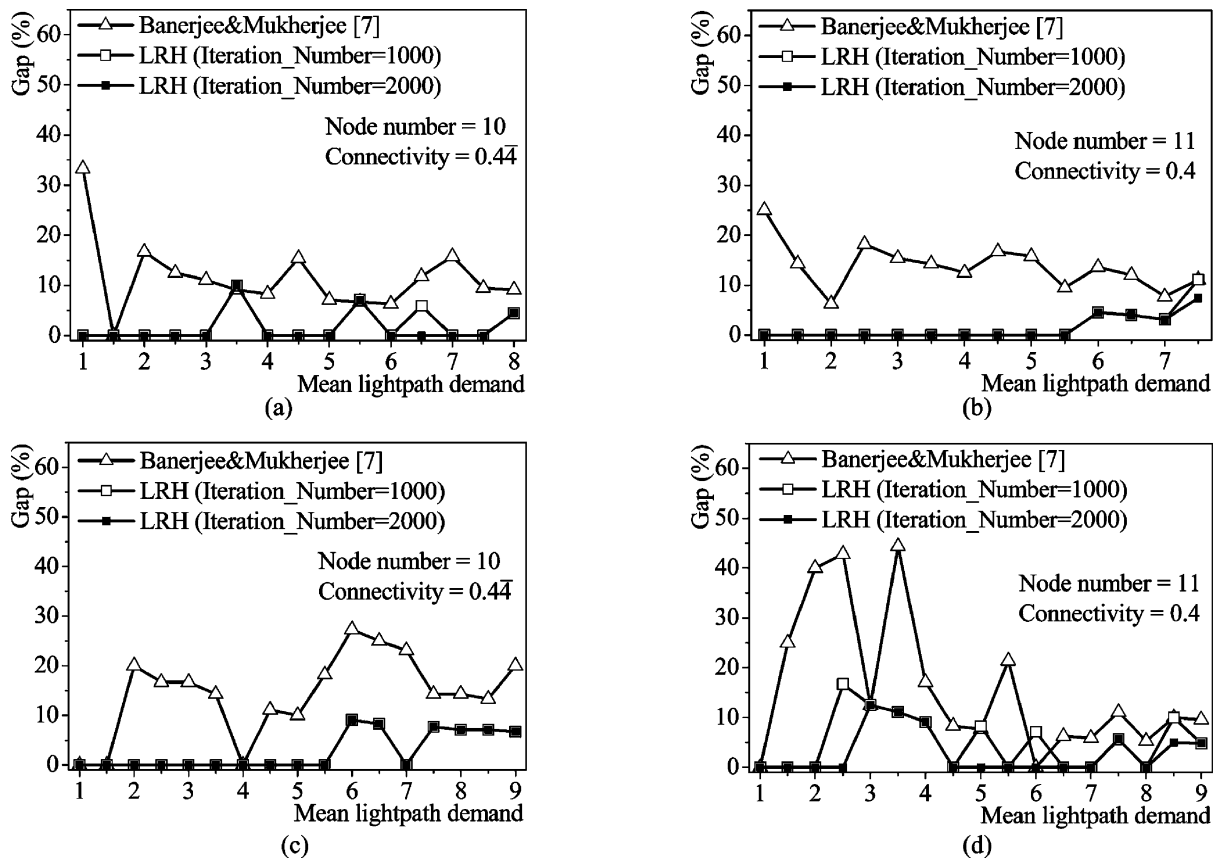 Gap (%)
60
50
40
30
20
10
0
Banerjee&Mukherjee [7]
LRH (Iteration_Number=1000)
LRH (Iteration_Number=2000)
Node number = 10
Connectivity = 0.44̅
1 2 3 4 5 6 7 8
Mean lightpath demand
(a)
Gap (%)
60
50
40
30
20
10
0
Banerjee&Mukherjee [7]
LRH (Iteration_Number=1000)
LRH (Iteration_Number=2000)
Node number = 11
Connectivity = 0.4
1 2 3 4 5 6 7
Mean lightpath demand
(b)
Gap (%)
60
50
40
30
20
10
0
Banerjee&Mukherjee [7]
LRH (Iteration_Number=1000)
LRH (Iteration_Number=2000)
Node number = 10
Connectivity = 0.44̅
1 2 3 4 5 6 7 8 9
Mean lightpath demand
(c)
Gap (%)
60
50
40
30
20
10
0
Banerjee&Mukherjee [7]
LRH (Iteration_Number=1000)
LRH (Iteration_Number=2000)
Node number = 11
Connectivity = 0.4
1 2 3 4 5 6 7 8 9
Mean lightpath demand
(d)